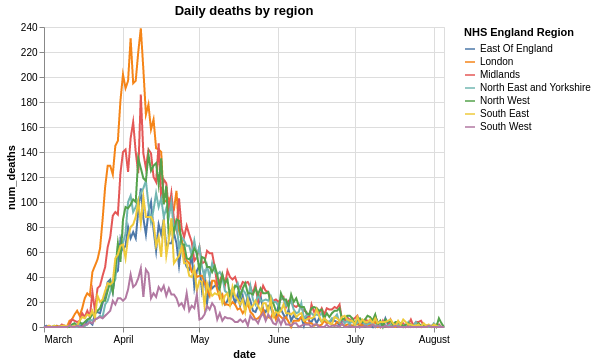 Daily deaths by region
240
220
200
180
160
140
120
100
80
60
40
20
0
num_deaths
March April May June July August
date
NHS England Region
East Of England
London
Midlands
North East and Yorkshire
North West
South East
South West